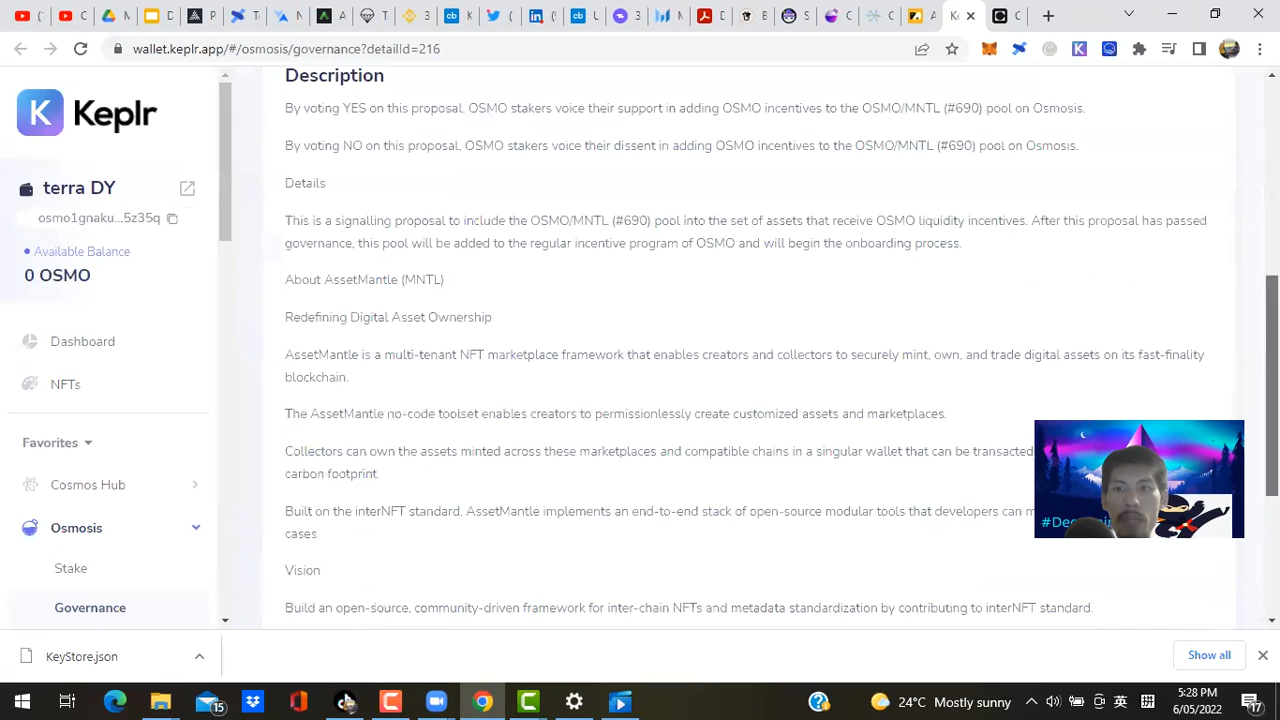 wallet.keplr.app/#/osmosis/governance?detailId=216
Keplr
terra DY
osmo1gnaku...5z35q
Available Balance
0 OSMO
Dashboard
NFTs
Favorites
Cosmos Hub
Osmosis
Stake
Governance
Description
By voting YES on this proposal, OSMO stakers voice their support in adding OSMO incentives to the OSMO/MNTL (#690) pool on Osmosis.
By voting NO on this proposal, OSMO stakers voice their dissent in adding OSMO incentives to the OSMO/MNTL (#690) pool on Osmosis.
Details
This is a signalling proposal to include the OSMO/MNTL (#690) pool into the set of assets that receive OSMO liquidity incentives. After this proposal has passed
governance, this pool will be added to the regular incentive program of OSMO and will begin the onboarding process.
About AssetMantle (MNTL)
Redefining Digital Asset Ownership
AssetMantle is a multi-tenant NFT marketplace framework that enables creators and collectors to securely mint, own, and trade digital assets on its fast-finality
blockchain.
The AssetMantle no-code toolset enables creators to permissionlessly create customized assets and marketplaces.
Collectors can own the assets minted across these marketplaces and compatible chains in a singular wallet that can be transacted
carbon footprint.
Built on the interNFT standard, AssetMantle implements an end-to-end stack of open-source modular tools that developers can m
cases.
Vision
Build an open-source, community-driven framework for inter-chain NFTs and metadata standardization by contributing to interNFT standard.
KeyStore.json
Show all
15
24°C Mostly sunny
英
拼
5:28 PM
6/05/2022
17